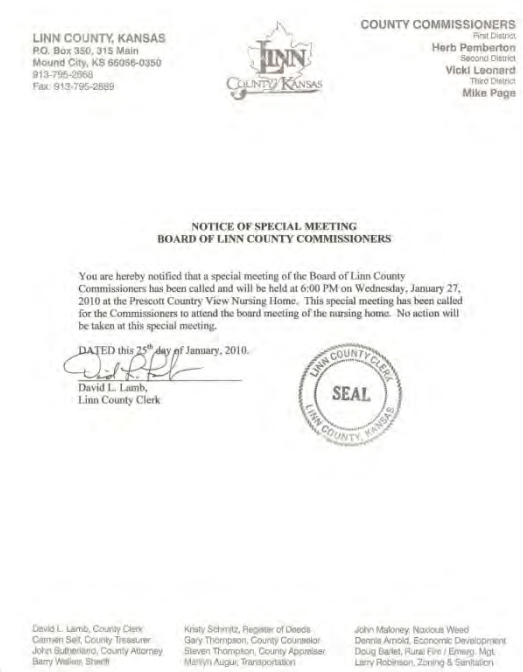 LINN COUNTY, KANSAS
P.O. Box 350, 315 Main
Mound City, KS 66056-0350
913-795-2668
Fax: 913-795-2889
LINN
COUNTY KANSAS
COUNTY COMMISSIONERS
First District
Herb Pemberton
Second District
Vicki Leonard
Third District
Mike Page
NOTICE OF SPECIAL MEETING
BOARD OF LINN COUNTY COMMISSIONERS
You are hereby notified that a special meeting of the Board of Linn County
Commissioners has been called and will be held at 6:00 PM on Wednesday, January 27,
2010 at the Prescott Country View Nursing Home. This special meeting has been called
for the Commissioners to attend the board meeting of the nursing home. No action will
be taken at this special meeting.
DATED this 25th day of January, 2010.
David L. Lamb,
Linn County Clerk
LINN COUNTY CLERK
SEAL
LINN COUNTY, KANSAS
David L. Lamb, County Clerk
Carmen Self, County Treasurer
John Sutherland, County Attorney
Barry Walker, Sheriff
Kristy Schmitz, Register of Deeds
Gary Thompson, County Counselor
Steven Thompson, County Appraiser
Marilyn Augur, Transportation
John Maloney, Noxious Weed
Dennis Arnold, Economic Development
Doug Barlet, Rural Fire / Emerg. Mgt.
Larry Robinson, Zoning & Sanitation